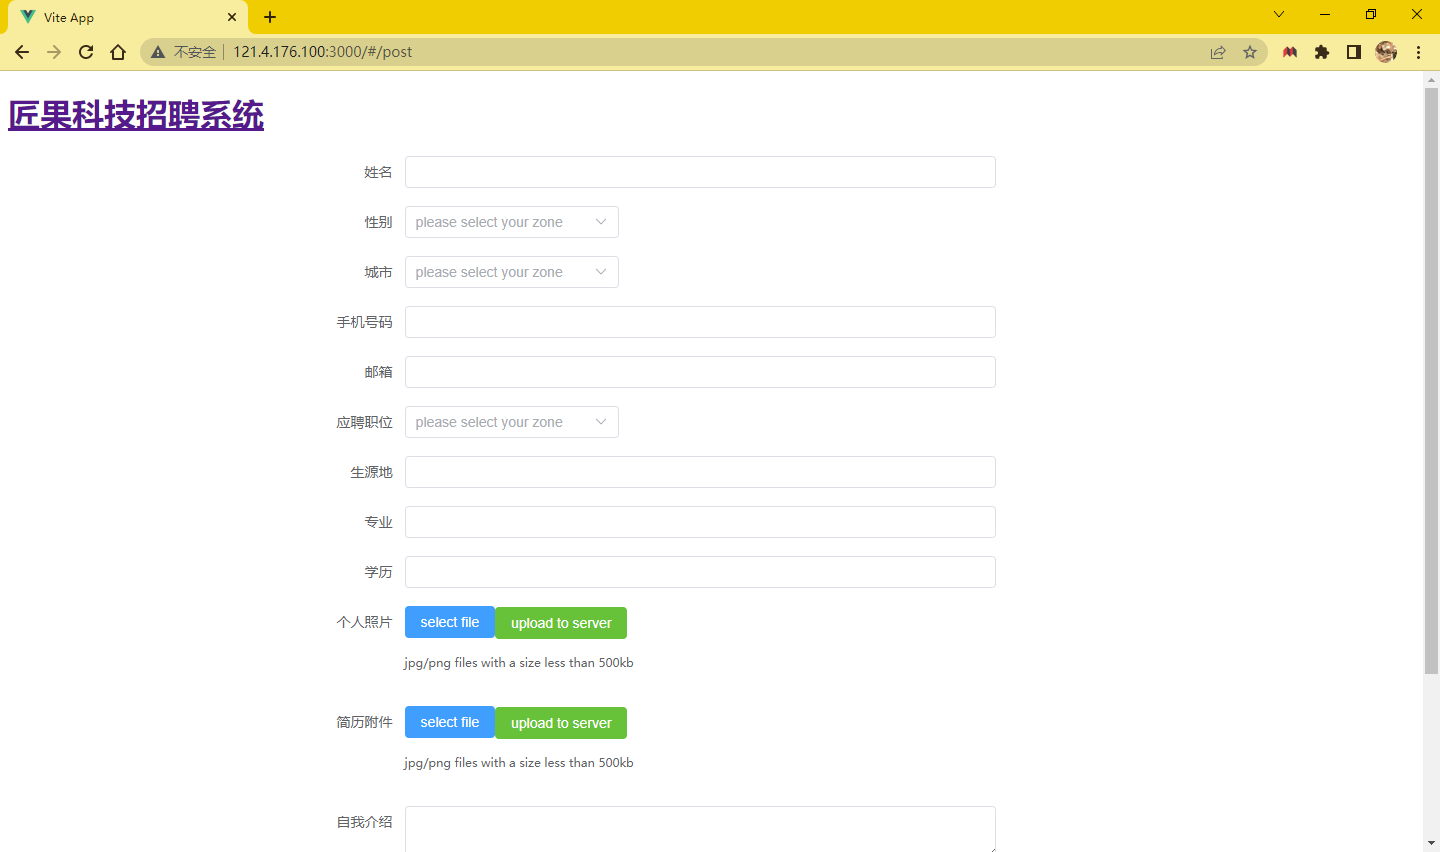 Vite App
不安全 121.4.176.100:3000/#/post
匠果科技招聘系统
姓名
性别 please select your zone
城市 please select your zone
手机号码
邮箱
应聘职位 please select your zone
生源地
专业
学历
个人照片 select file upload to server
jpg/png files with a size less than 500kb
简历附件 select file upload to server
jpg/png files with a size less than 500kb
自我介绍